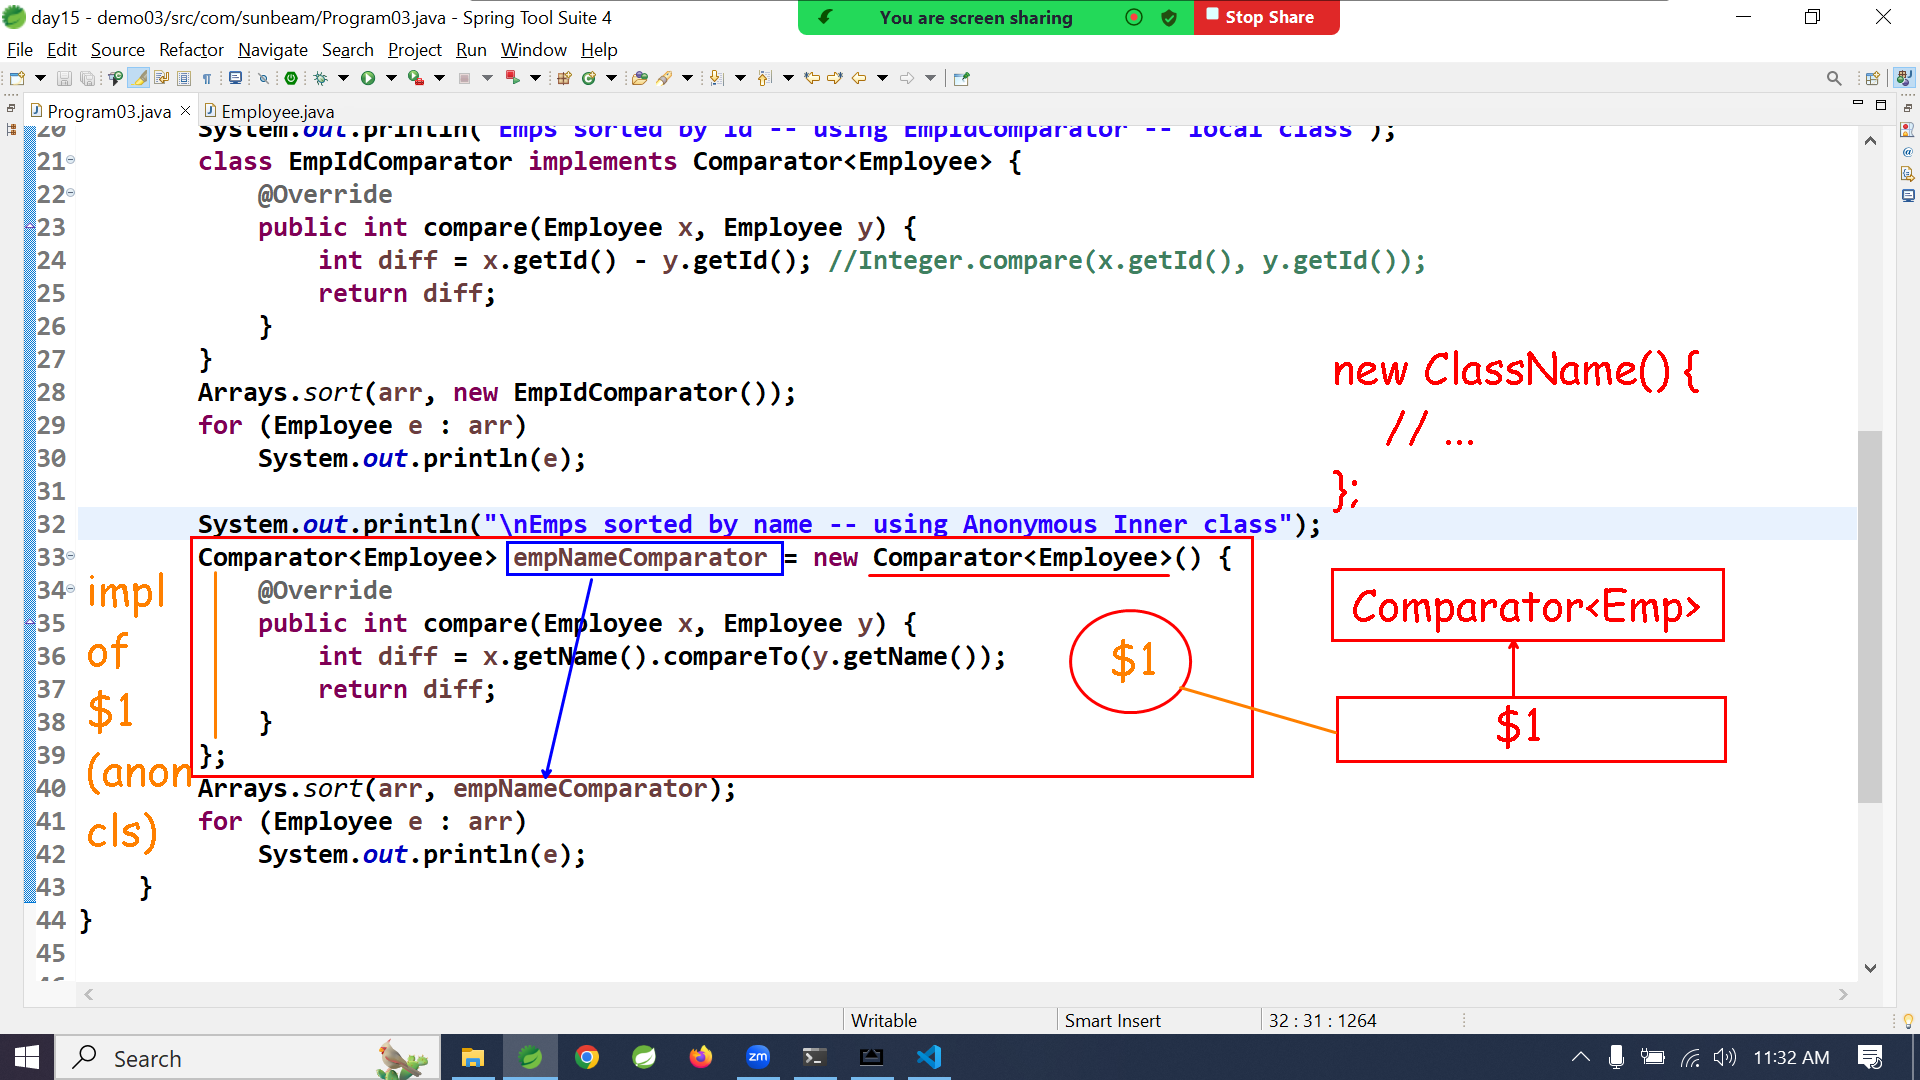 day15 - demo03/src/com/sunbeam/Program03.java - Spring Tool Suite 4
You are screen sharing
Stop Share
File Edit Source Refactor Navigate Search Project Run Window Help
Program03.java
Employee.java
20 System.out.println("Emps sorted by id -- using EmpIdComparator -- local class");
21 class EmpIdComparator implements Comparator<Employee> {
22 @Override
23 public int compare(Employee x, Employee y) {
24 int diff = x.getId() - y.getId(); //Integer.compare(x.getId(), y.getId());
25 return diff;
26 }
27 }
28 Arrays.sort(arr, new EmpIdComparator());
29 for (Employee e : arr)
30 System.out.println(e);
31
32 System.out.println("\nEmps sorted by name -- using Anonymous Inner class");
33 Comparator<Employee> empNameComparator = new Comparator<Employee>() {
34 @Override
35 public int compare(Employee x, Employee y) {
36 int diff = x.getName().compareTo(y.getName());
37 return diff;
38 }
39 };
40 Arrays.sort(arr, empNameComparator);
41 for (Employee e : arr)
42 System.out.println(e);
43 }
44 }
45
new ClassName() {
// ...
};
Comparator<Emp>
$1
$1
impl
of
$1
(anon
cls)
Writable
Smart Insert
32 : 31 : 1264
Search
zm
11:32 AM